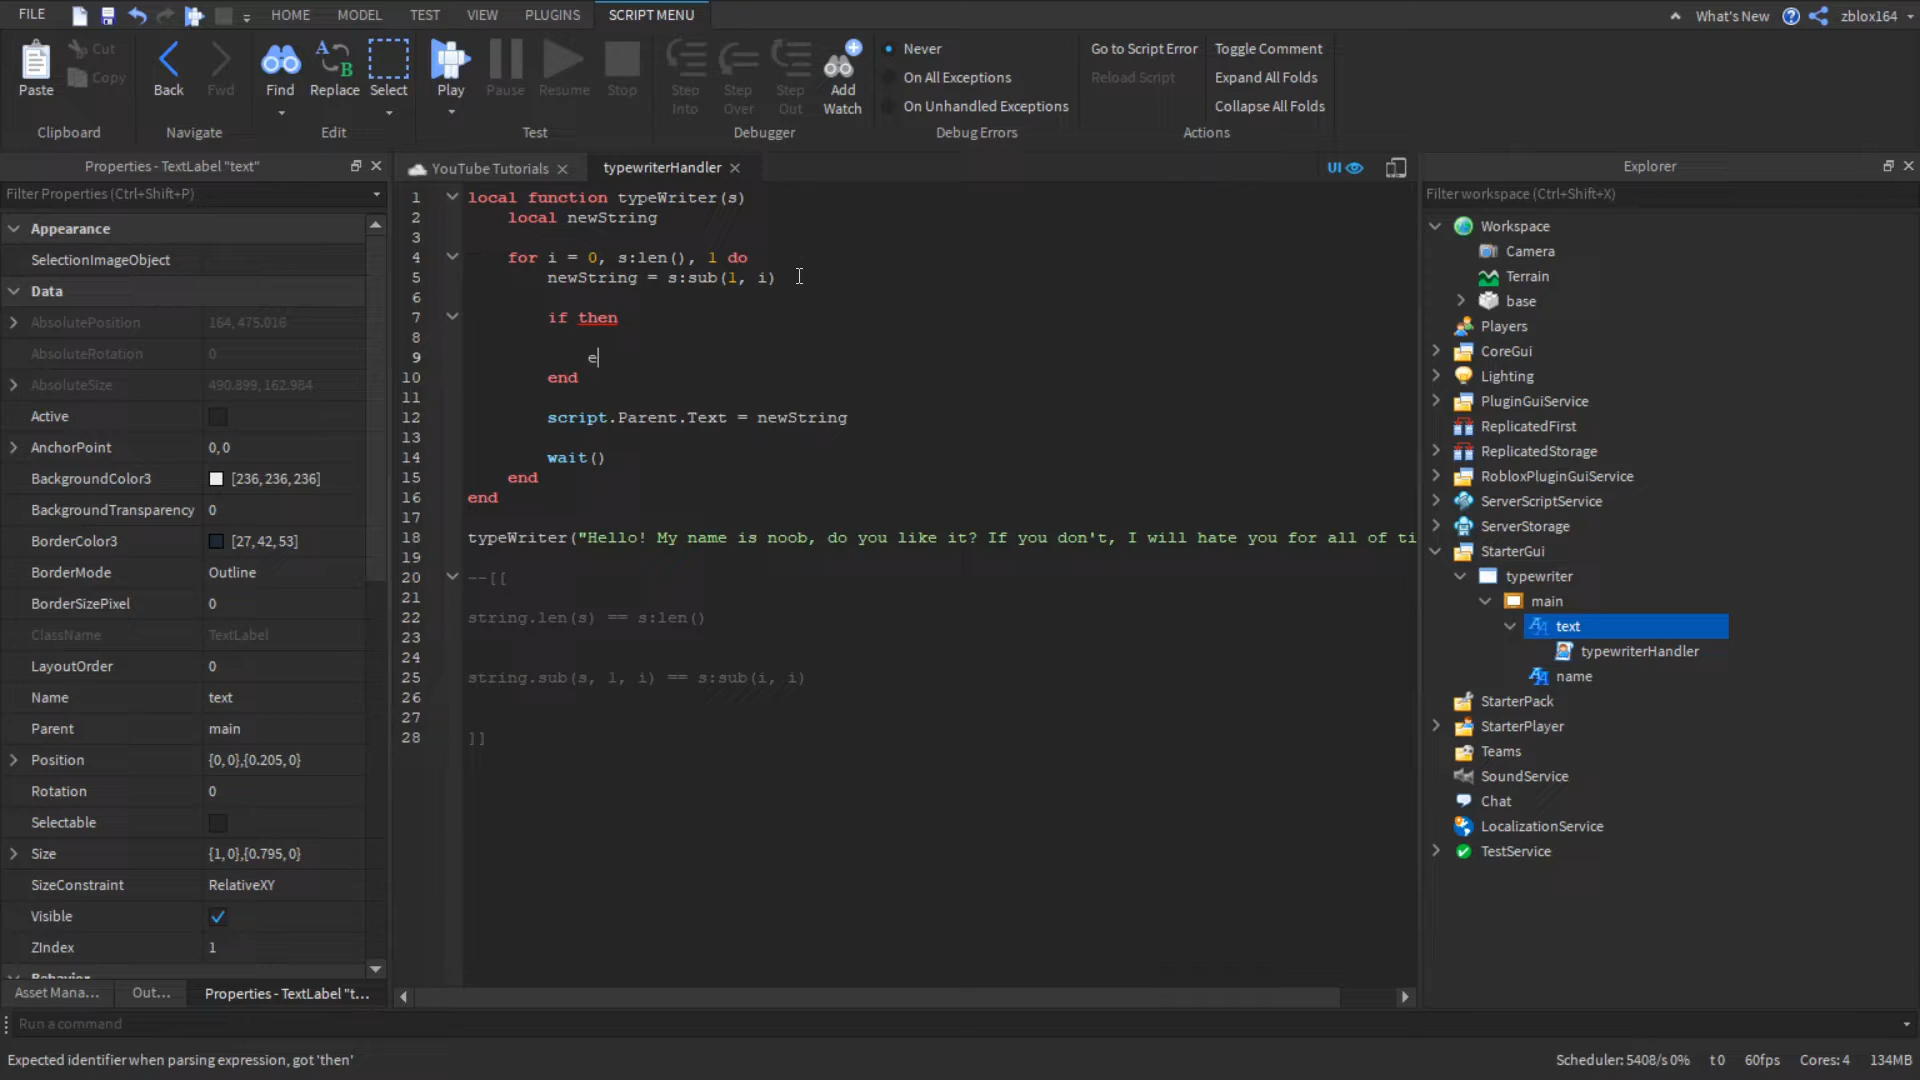 FILE
HOME
MODEL
TEST
VIEW
PLUGINS
SCRIPT MENU
What's New
zblox164
Paste
Cut
Copy
Clipboard
Back
Fwd
Navigate
Find
Replace
Select
Edit
Play
Pause
Resume
Stop
Test
Step Into
Step Over
Step Out
Add Watch
Debugger
Never
On All Exceptions
On Unhandled Exceptions
Debug Errors
Go to Script Error
Reload Script
Toggle Comment
Expand All Folds
Collapse All Folds
Actions
Properties - TextLabel "text"
Filter Properties (Ctrl+Shift+P)
Appearance
SelectionImageObject
Data
AbsolutePosition 164, 475.016
AbsoluteRotation 0
AbsoluteSize 490.899, 162.984
Active
AnchorPoint 0, 0
BackgroundColor3 [236, 236, 236]
BackgroundTransparency 0
BorderColor3 [27, 42, 53]
BorderMode Outline
BorderSizePixel 0
ClassName TextLabel
LayoutOrder 0
Name text
Parent main
Position {0, 0},{0.205, 0}
Rotation 0
Selectable
Size {1, 0},{0.795, 0}
SizeConstraint RelativeXY
Visible
ZIndex 1
Behavior
Asset Mana...
Out...
Properties - TextLabel "t...
YouTube Tutorials
typewriterHandler
UI
1 local function typeWriter(s)
2 local newString
3
4 for i = 0, s:len(), 1 do
5 newString = s:sub(1, i)
6
7 if then
8
9 e
10 end
11
12 script.Parent.Text = newString
13
14 wait()
15 end
16 end
17
18 typeWriter("Hello! My name is noob, do you like it? If you don't, I will hate you for all of ti
19
20 --[[
21
22 string.len(s) == s:len()
23
24
25 string.sub(s, 1, i) == s:sub(i, i)
26
27
28 ]]
Explorer
Filter workspace (Ctrl+Shift+X)
Workspace
Camera
Terrain
base
Players
CoreGui
Lighting
PluginGuiService
ReplicatedFirst
ReplicatedStorage
RobloxPluginGuiService
ServerScriptService
ServerStorage
StarterGui
typewriter
main
text
typewriterHandler
name
StarterPack
StarterPlayer
Teams
SoundService
Chat
LocalizationService
TestService
Run a command
Expected identifier when parsing expression, got 'then'
Scheduler: 5408/s 0%
t 0
60fps
Cores: 4
134MB